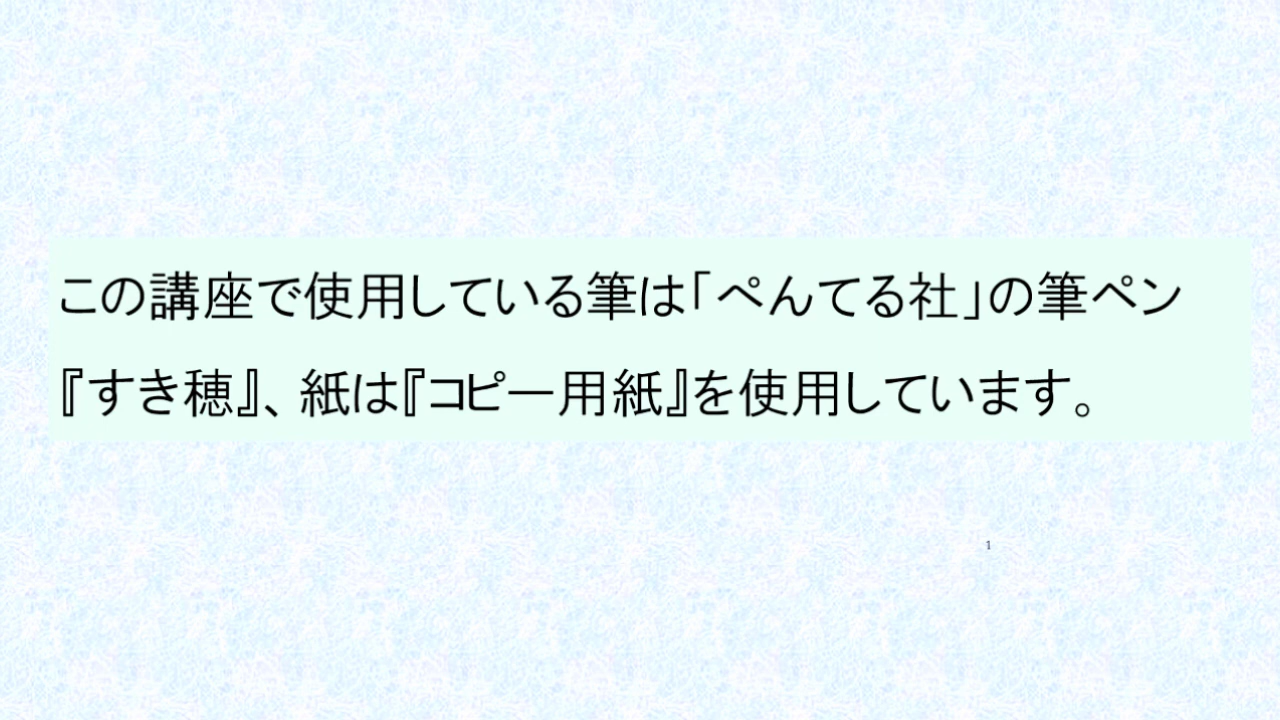 この講座で使用している筆は「ぺんてる社」の筆ペン
『すき穂』、紙は『コピー用紙』を使用しています。
1